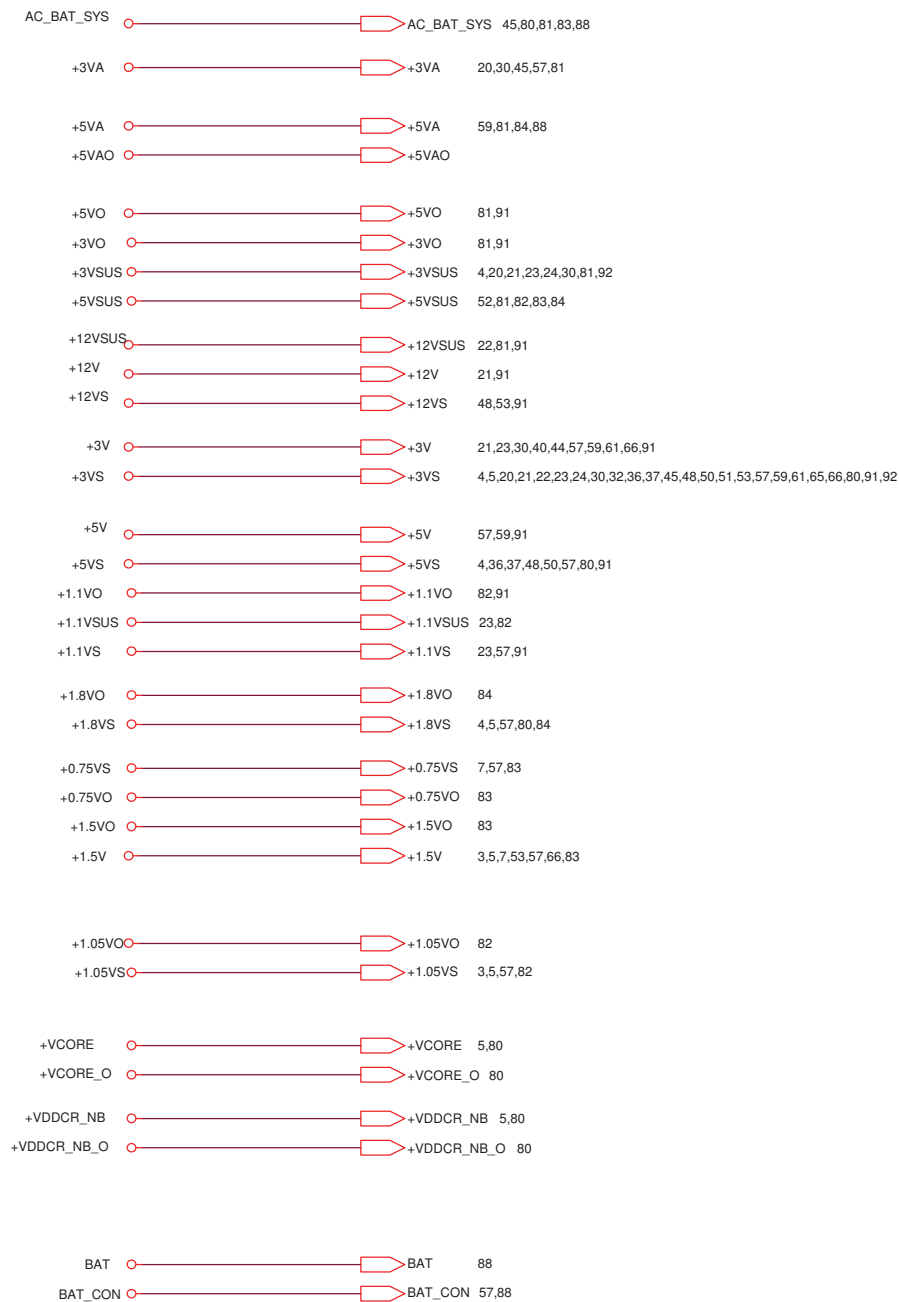 AC_BAT_SYS AC_BAT_SYS 45,80,81,83,88
+3VA +3VA 20,30,45,57,81
+5VA +5VA 59,81,84,88
+5VAO +5VAO
+5VO +5VO 81,91
+3VO +3VO 81,91
+3VSUS +3VSUS 4,20,21,23,24,30,81,92
+5VSUS +5VSUS 52,81,82,83,84
+12VSUS +12VSUS 22,81,91
+12V +12V 21,91
+12VS +12VS 48,53,91
+3V +3V 21,23,30,40,44,57,59,61,66,91
+3VS +3VS 4,5,20,21,22,23,24,30,32,36,37,45,48,50,51,53,57,59,61,65,66,80,91,92
+5V +5V 57,59,91
+5VS +5VS 4,36,37,48,50,57,80,91
+1.1VO +1.1VO 82,91
+1.1VSUS +1.1VSUS 23,82
+1.1VS +1.1VS 23,57,91
+1.8VO +1.8VO 84
+1.8VS +1.8VS 4,5,57,80,84
+0.75VS +0.75VS 7,57,83
+0.75VO +0.75VO 83
+1.5VO +1.5VO 83
+1.5V +1.5V 3,5,7,53,57,66,83
+1.05VO +1.05VO 82
+1.05VS +1.05VS 3,5,57,82
+VCORE +VCORE 5,80
+VCORE_O +VCORE_O 80
+VDDCR_NB +VDDCR_NB 5,80
+VDDCR_NB_O +VDDCR_NB_O 80
BAT BAT 88
BAT_CON BAT_CON 57,88